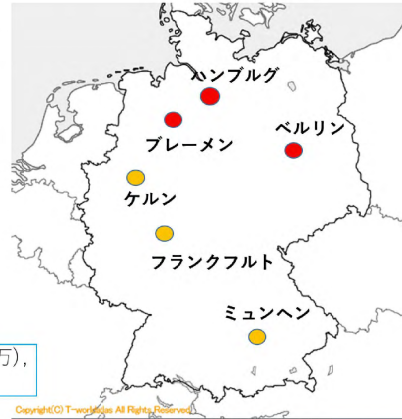 ハンブルグ
ベルリン
ブレーメン
ケルン
フランクフルト
ミュンヘン
万),
Copyright(C) T-worldatlas All Rights Reserved